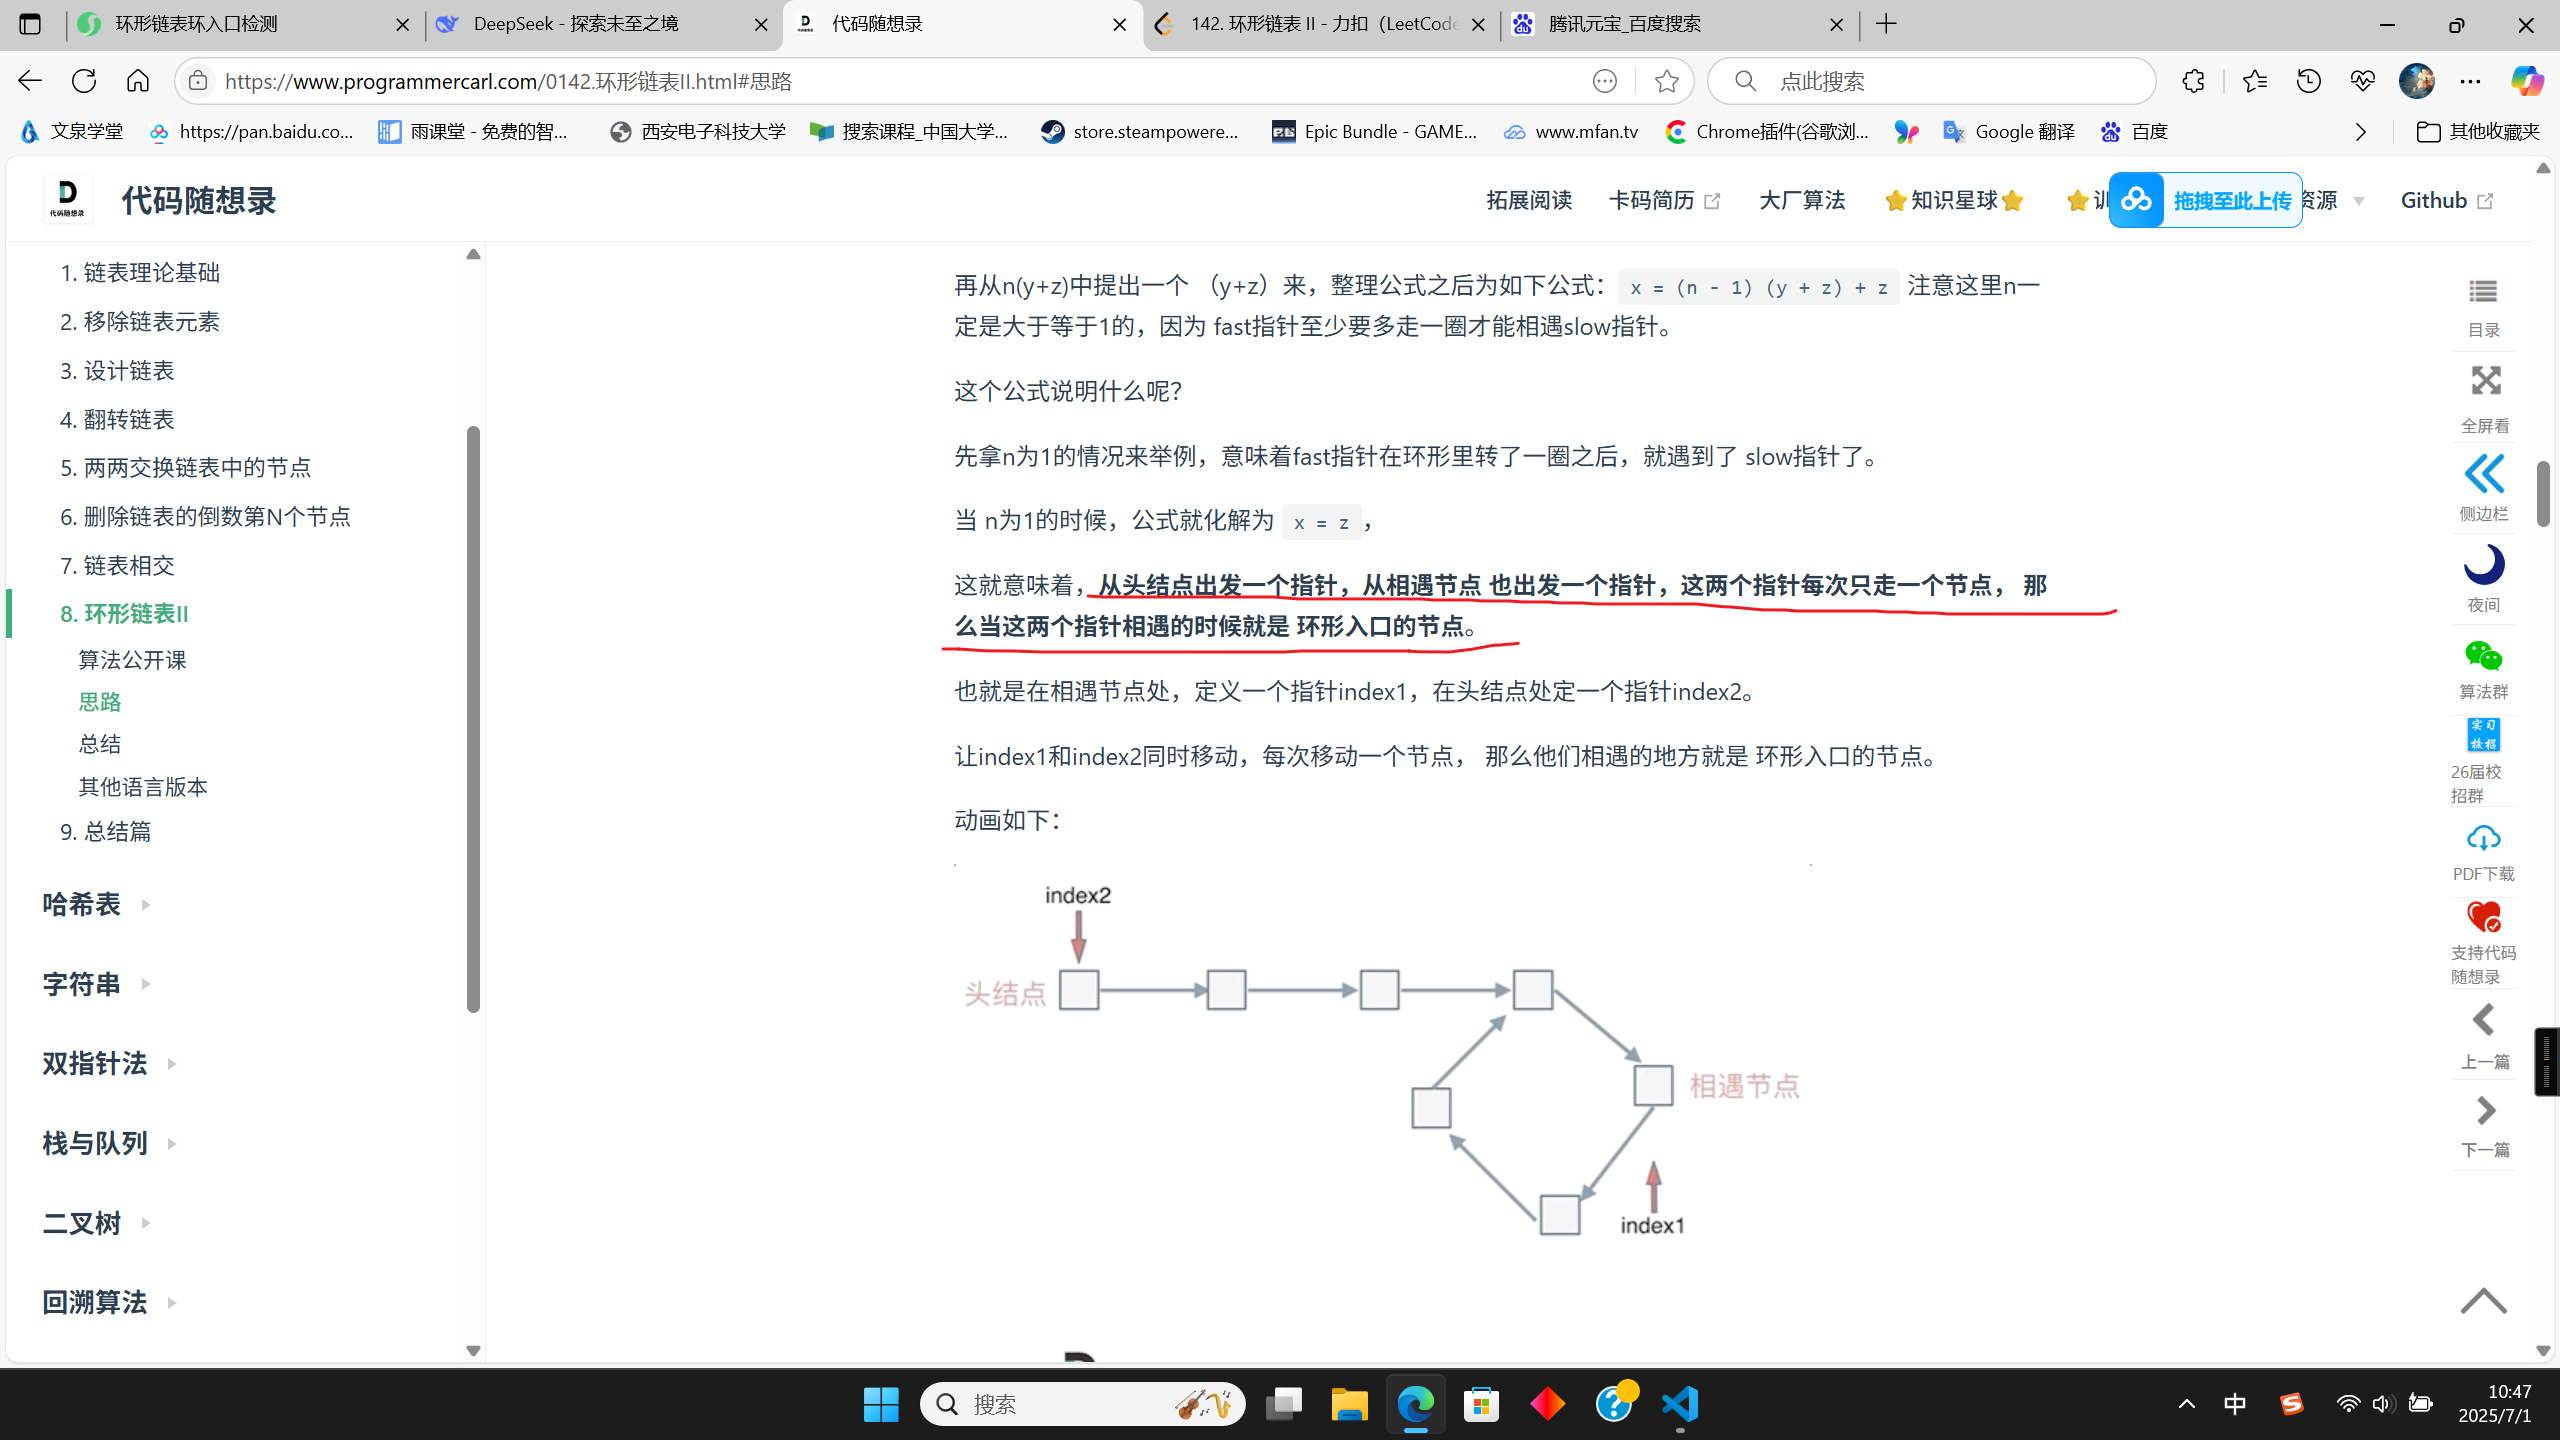 环形链表环入口检测
DeepSeek - 探索未至之境
代码随想录
142. 环形链表 II - 力扣（LeetCode
腾讯元宝_百度搜索
https://www.programmercarl.com/0142.环形链表II.html#思路
点此搜索
文泉学堂
https://pan.baidu.co...
雨课堂 - 免费的智...
西安电子科技大学
搜索课程_中国大学...
store.steampowere...
Epic Bundle - GAME...
www.mfan.tv
Chrome插件(谷歌浏...
Google 翻译
百度
其他收藏夹
代码随想录
代码随想录
拓展阅读
卡码简历
大厂算法
⭐知识星球⭐
⭐训
拖拽至此上传
资源
Github
1. 链表理论基础
2. 移除链表元素
3. 设计链表
4. 翻转链表
5. 两两交换链表中的节点
6. 删除链表的倒数第N个节点
7. 链表相交
8. 环形链表II
算法公开课
思路
总结
其他语言版本
9. 总结篇
哈希表
字符串
双指针法
栈与队列
二叉树
回溯算法
再从n(y+z)中提出一个 （y+z）来，整理公式之后为如下公式： x = (n - 1) (y + z) + z 注意这里n一
定是大于等于1的，因为 fast指针至少要多走一圈才能相遇slow指针。
这个公式说明什么呢？
先拿n为1的情况来举例，意味着fast指针在环形里转了一圈之后，就遇到了 slow指针了。
当 n为1的时候，公式就化解为 x = z，
这就意味着，从头结点出发一个指针，从相遇节点 也出发一个指针，这两个指针每次只走一个节点， 那
么当这两个指针相遇的时候就是 环形入口的节点。
也就是在相遇节点处，定义一个指针index1，在头结点处定一个指针index2。
让index1和index2同时移动，每次移动一个节点， 那么他们相遇的地方就是 环形入口的节点。
动画如下：
index2
头结点
相遇节点
index1
目录
全屏看
侧边栏
夜间
算法群
实习
校招
26届校
招群
PDF下载
支持代码
随想录
上一篇
下一篇
搜索
中
10:47
2025/7/1